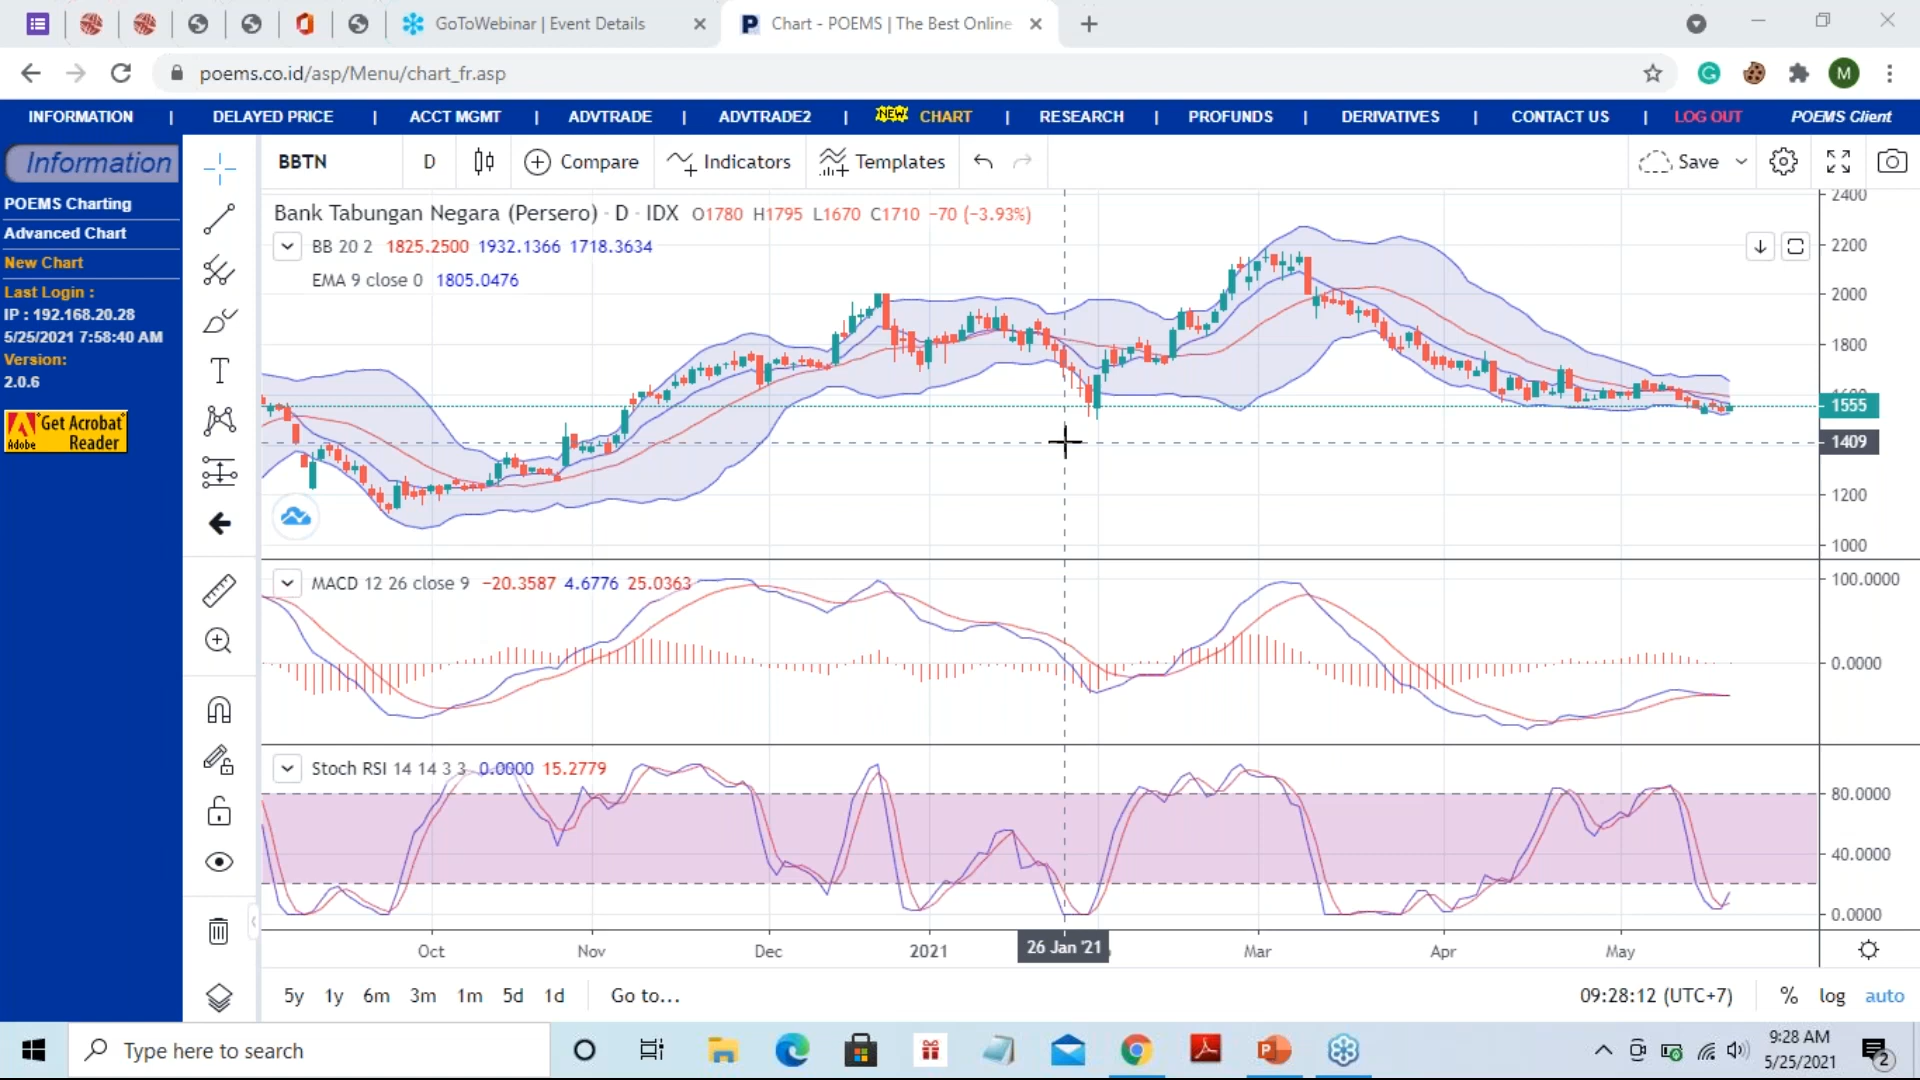 GoToWebinar | Event Details
Chart - POEMS | The Best Online
poems.co.id/asp/Menu/chart_fr.asp
M
INFORMATION | DELAYED PRICE | ACCT MGMT | ADVTRADE | ADVTRADE2 | NEW CHART | RESEARCH | PROFUNDS | DERIVATIVES | CONTACT US | LOG OUT POEMS Client
Information
POEMS Charting
Advanced Chart
New Chart
Last Login :
IP : 192.168.20.28
5/25/2021 7:58:40 AM
Version:
2.0.6
Get Acrobat
Adobe Reader
BBTN D Compare Indicators Templates Save
Bank Tabungan Negara (Persero) · D · IDX O1780 H1795 L1670 C1710 −70 (−3.93%)
BB 20 2 1825.2500 1932.1366 1718.3634
EMA 9 close 0 1805.0476
2400
2200
2000
1800
1600
1555
1409
1200
1000
MACD 12 26 close 9 −20.3587 4.6776 25.0363
100.0000
0.0000
Stoch RSI 14 14 3 3 0.0000 15.2779
80.0000
40.0000
0.0000
Oct Nov Dec 2021 26 Jan '21 Mar Apr May
5y 1y 6m 3m 1m 5d 1d Go to...
09:28:12 (UTC+7) % log auto
Type here to search
9:28 AM
5/25/2021
2